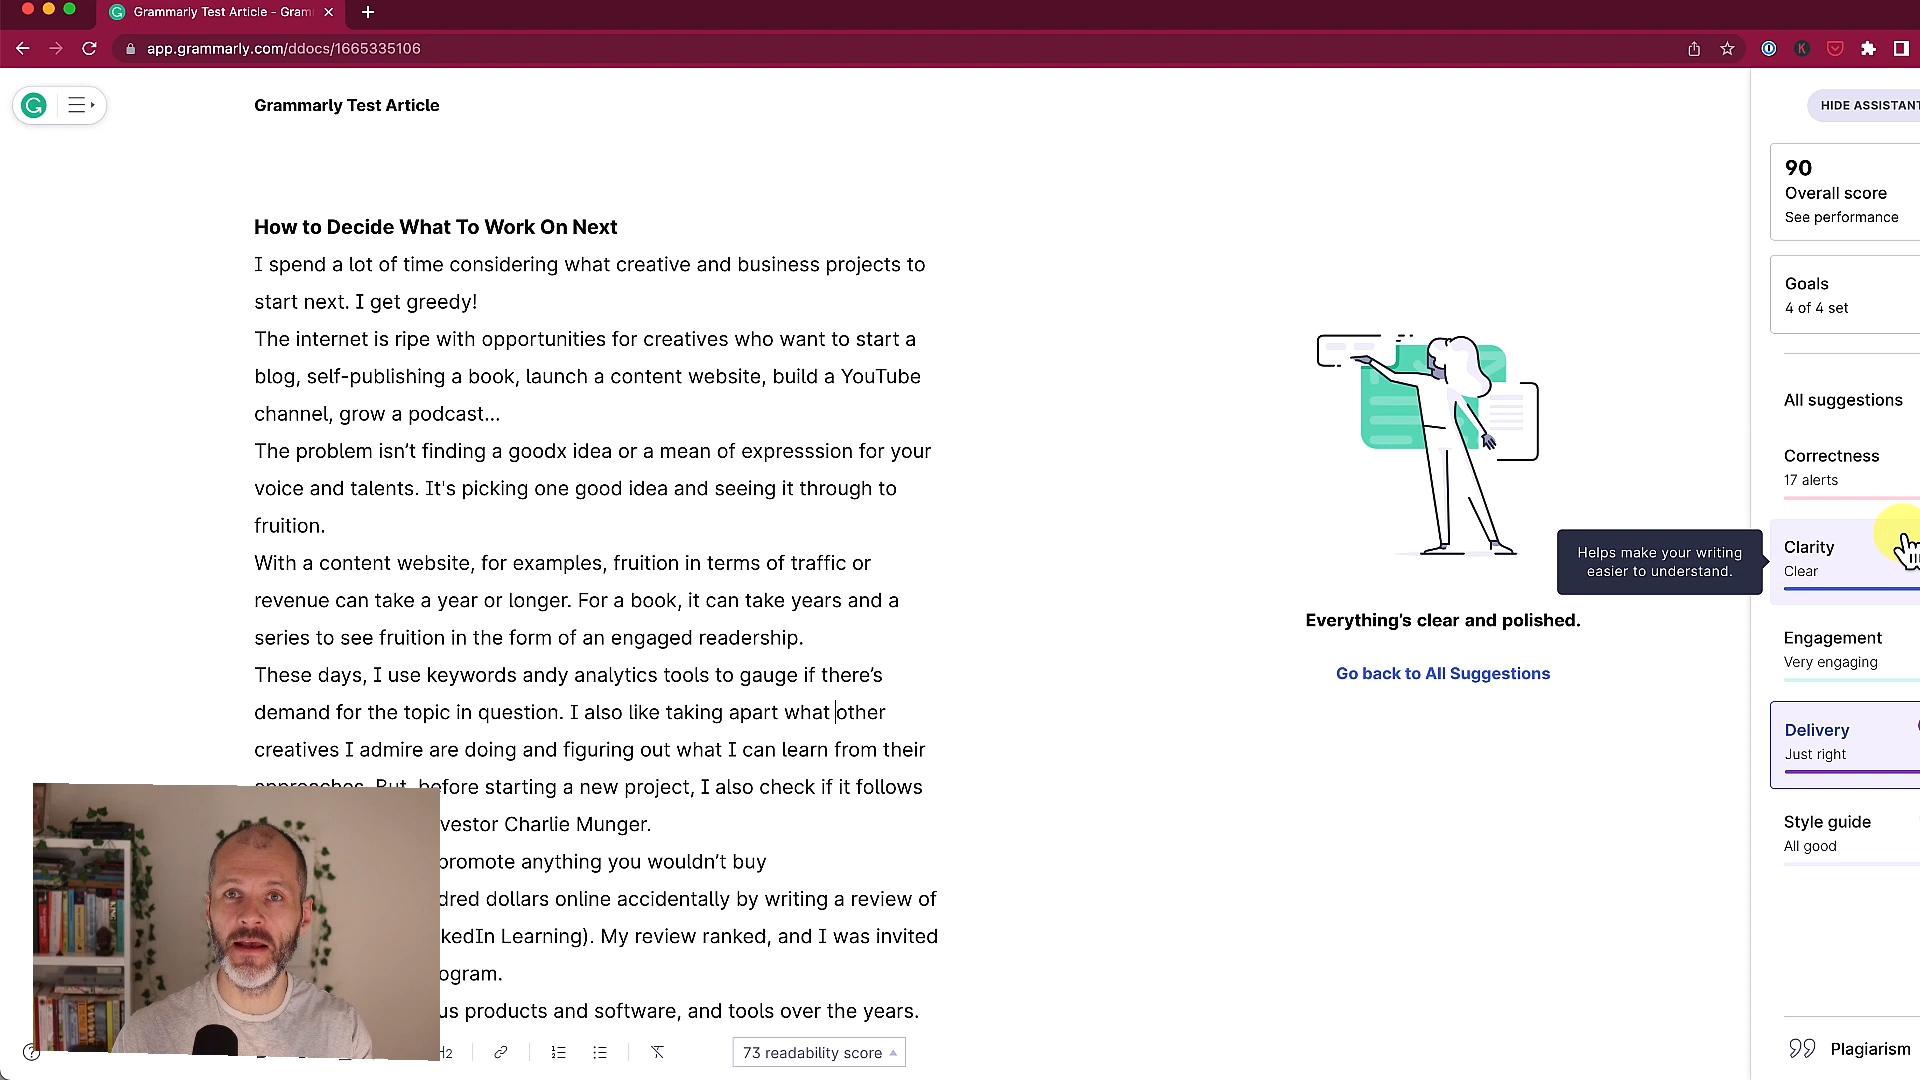 Grammarly Test Article - Gram
app.grammarly.com/ddocs/1665335106
Grammarly Test Article
HIDE ASSISTANT
How to Decide What To Work On Next
I spend a lot of time considering what creative and business projects to
start next. I get greedy!
The internet is ripe with opportunities for creatives who want to start a
blog, self-publishing a book, launch a content website, build a YouTube
channel, grow a podcast...
The problem isn’t finding a goodx idea or a mean of expresssion for your
voice and talents. It's picking one good idea and seeing it through to
fruition.
With a content website, for examples, fruition in terms of traffic or
revenue can take a year or longer. For a book, it can take years and a
series to see fruition in the form of an engaged readership.
These days, I use keywords andy analytics tools to gauge if there’s
demand for the topic in question. I also like taking apart what other
creatives I admire are doing and figuring out what I can learn from their
approaches. But, before starting a new project, I also check if it follows
vestor Charlie Munger.
promote anything you wouldn’t buy
dred dollars online accidentally by writing a review of
kedIn Learning). My review ranked, and I was invited
ogram.
us products and software, and tools over the years.
H2
73 readability score
Everything’s clear and polished.
Go back to All Suggestions
Helps make your writing
easier to understand.
90
Overall score
See performance
Goals
4 of 4 set
All suggestions
Correctness
17 alerts
Clarity
Clear
Engagement
Very engaging
Delivery
Just right
Style guide
All good
Plagiarism